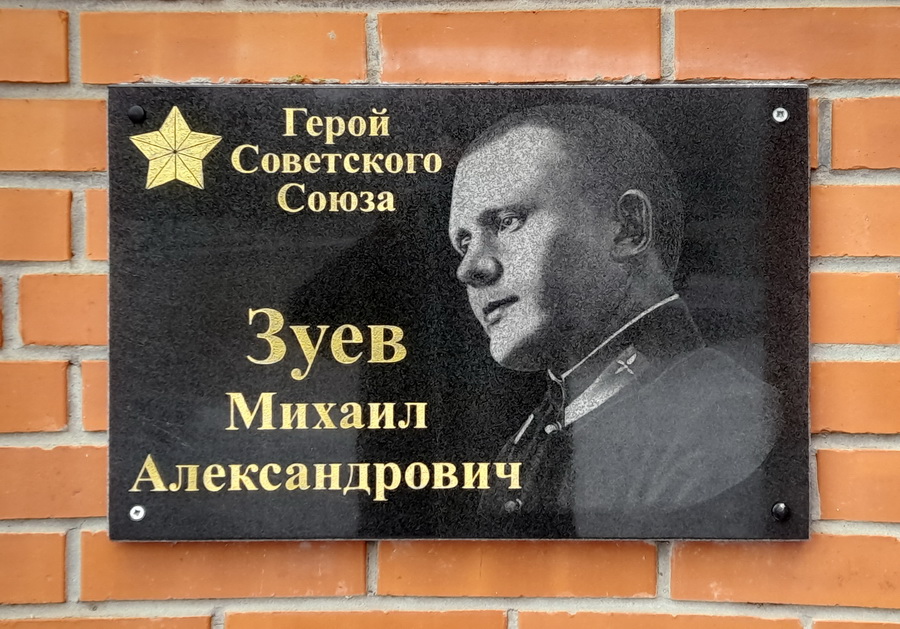 Герой
Советского
Союза
Зуев
Михаил
Александрович